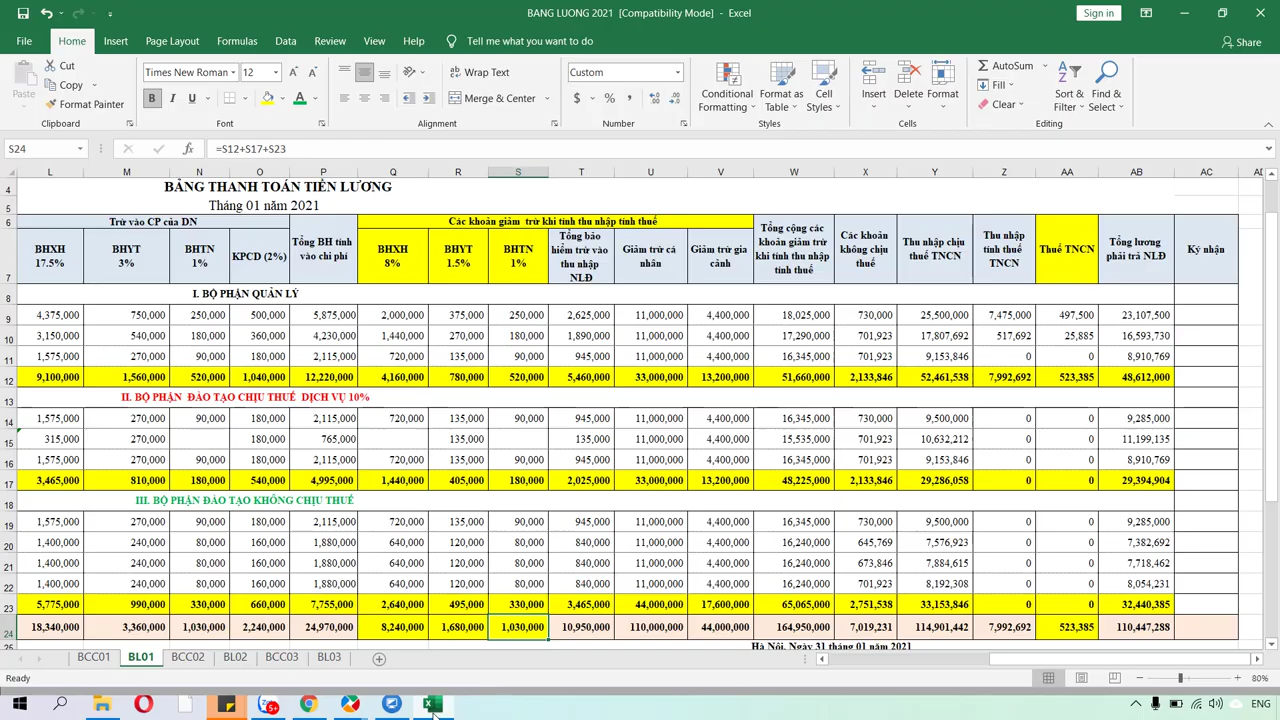 BANG LUONG 2021 [Compatibility Mode] - Excel
Sign in
File Home Insert Page Layout Formulas Data Review View Help Tell me what you want to do Share
Paste Cut Copy Format Painter
Times New Roman 12
B I U A
Wrap Text
Merge & Center
Custom
$ % ,
Conditional Formatting Format as Table Cell Styles
Insert Delete Format
AutoSum Fill Clear
Sort & Filter Find & Select
Clipboard Font Alignment Number Styles Cells Editing
S24 fx =S12+S17+S23
L M N O P Q R S T U V W X Y Z AA AB AC AD
4 BẢNG THANH TOÁN TIỀN LƯƠNG
5 Tháng 01 năm 2021
6 Trừ vào CP của DN Các khoản giảm trừ khi tính thu nhập tính thuế
7 BHXH 17.5% BHYT 3% BHTN 1% KPCD (2%) Tổng BH tính vào chi phí BHXH 8% BHYT 1.5% BHTN 1% Tổng bảo hiểm trừ vào thu nhập NLĐ Giảm trừ cá nhân Giảm trừ gia cảnh Tổng cộng các khoản giảm trừ khi tính thu nhập tính thuế Các khoản không chịu thuế Thu nhập chịu thuế TNCN Thu nhập tính thuế TNCN Thuế TNCN Tổng lương phải trả NLĐ Ký nhận
8 I. BỘ PHẬN QUẢN LÝ
9 4,375,000 750,000 250,000 500,000 5,875,000 2,000,000 375,000 250,000 2,625,000 11,000,000 4,400,000 18,025,000 730,000 25,500,000 7,475,000 497,500 23,107,500
10 3,150,000 540,000 180,000 360,000 4,230,000 1,440,000 270,000 180,000 1,890,000 11,000,000 4,400,000 17,290,000 701,923 17,807,692 517,692 25,885 16,593,730
11 1,575,000 270,000 90,000 180,000 2,115,000 720,000 135,000 90,000 945,000 11,000,000 4,400,000 16,345,000 701,923 9,153,846 0 0 8,910,769
12 9,100,000 1,560,000 520,000 1,040,000 12,220,000 4,160,000 780,000 520,000 5,460,000 33,000,000 13,200,000 51,660,000 2,133,846 52,461,538 7,992,692 523,385 48,612,000
13 II. BỘ PHẬN ĐÀO TẠO CHỊU THUẾ DỊCH VỤ 10%
14 1,575,000 270,000 90,000 180,000 2,115,000 720,000 135,000 90,000 945,000 11,000,000 4,400,000 16,345,000 730,000 9,500,000 0 0 9,285,000
15 315,000 270,000 180,000 765,000 135,000 135,000 11,000,000 4,400,000 15,535,000 701,923 10,632,212 0 0 11,199,135
16 1,575,000 270,000 90,000 180,000 2,115,000 720,000 135,000 90,000 945,000 11,000,000 4,400,000 16,345,000 701,923 9,153,846 0 0 8,910,769
17 3,465,000 810,000 180,000 540,000 4,995,000 1,440,000 405,000 180,000 2,025,000 33,000,000 13,200,000 48,225,000 2,133,846 29,286,058 0 0 29,394,904
18 III. BỘ PHẬN ĐÀO TẠO KHÔNG CHỊU THUẾ
19 1,575,000 270,000 90,000 180,000 2,115,000 720,000 135,000 90,000 945,000 11,000,000 4,400,000 16,345,000 730,000 9,500,000 0 0 9,285,000
20 1,400,000 240,000 80,000 160,000 1,880,000 640,000 120,000 80,000 840,000 11,000,000 4,400,000 16,240,000 645,769 7,576,923 0 0 7,382,692
21 1,400,000 240,000 80,000 160,000 1,880,000 640,000 120,000 80,000 840,000 11,000,000 4,400,000 16,240,000 673,846 7,884,615 0 0 7,718,462
22 1,400,000 240,000 80,000 160,000 1,880,000 640,000 120,000 80,000 840,000 11,000,000 4,400,000 16,240,000 701,923 8,192,308 0 0 8,054,231
23 5,775,000 990,000 330,000 660,000 7,755,000 2,640,000 495,000 330,000 3,465,000 44,000,000 17,600,000 65,065,000 2,751,538 33,153,846 0 0 32,440,385
24 18,340,000 3,360,000 1,030,000 2,240,000 24,970,000 8,240,000 1,680,000 1,030,000 10,950,000 110,000,000 44,000,000 164,950,000 7,019,231 114,901,442 7,992,692 523,385 110,447,288
25 Hà Nội, Ngày 31 tháng 01 năm 2021
BCC01 BL01 BCC02 BL02 BCC03 BL03
Ready 80%
5+
ENG